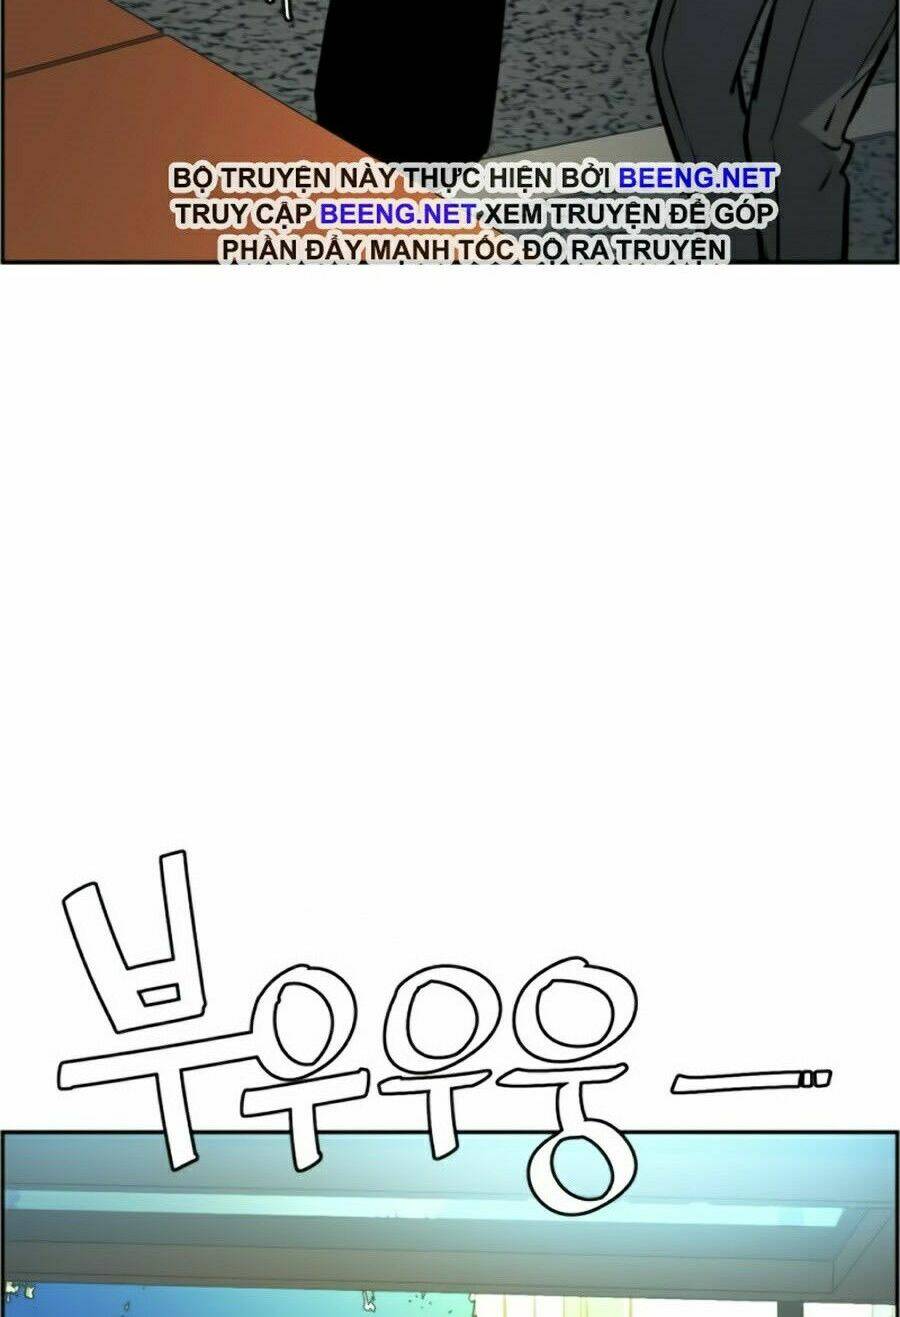 BỘ TRUYỆN NÀY THỰC HIỆN BỞI BEENG.NET
TRUY CẬP BEENG.NET XEM TRUYỆN ĐỂ GÓP
PHẦN ĐẨY MẠNH TỐC ĐỘ RA TRUYỆN
부우우웅ー